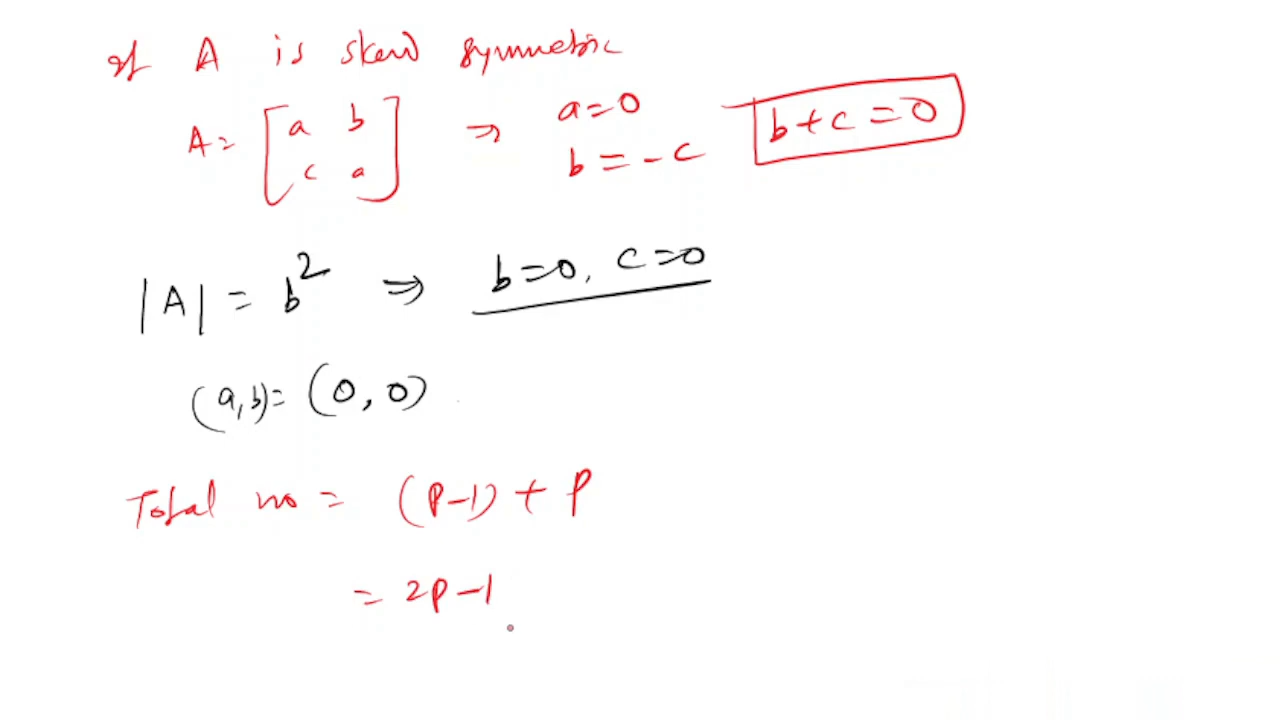 If A is skew symmetric
A = [a b
c a] ⇒ a=0
b = -c
b+c=0
|A| = b² ⇒ b=0, c=0
(a,b)= (0,0)
Total no = (P-1) + P
= 2P-1